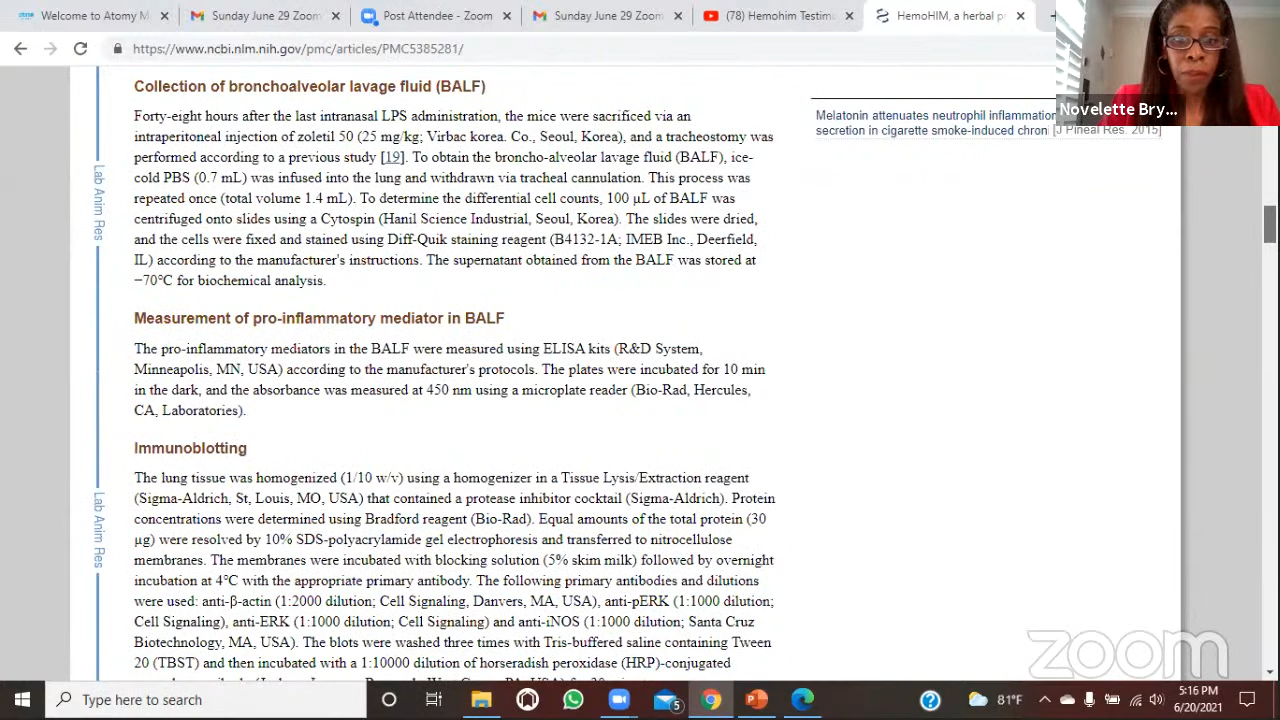 Welcome to Atomy M
Sunday June 29 Zoom
Post Attendee - Zoom
Sunday June 29 Zoom
(78) Hemohim Testimo
HemoHIM, a herbal p
https://www.ncbi.nlm.nih.gov/pmc/articles/PMC5385281/
Novelette Bry...
Collection of bronchoalveolar lavage fluid (BALF)
Forty-eight hours after the last intranasal LPS administration, the mice were sacrificed via an
intraperitoneal injection of zoletil 50 (25 mg/kg; Virbac korea. Co., Seoul, Korea), and a tracheostomy was
performed according to a previous study [19]. To obtain the broncho-alveolar lavage fluid (BALF), ice-
cold PBS (0.7 mL) was infused into the lung and withdrawn via tracheal cannulation. This process was
repeated once (total volume 1.4 mL). To determine the differential cell counts, 100 µL of BALF was
centrifuged onto slides using a Cytospin (Hanil Science Industrial, Seoul, Korea). The slides were dried,
and the cells were fixed and stained using Diff-Quik staining reagent (B4132-1A; IMEB Inc., Deerfield,
IL) according to the manufacturer's instructions. The supernatant obtained from the BALF was stored at
−70℃ for biochemical analysis.
Measurement of pro-inflammatory mediator in BALF
The pro-inflammatory mediators in the BALF were measured using ELISA kits (R&D System,
Minneapolis, MN, USA) according to the manufacturer's protocols. The plates were incubated for 10 min
in the dark, and the absorbance was measured at 450 nm using a microplate reader (Bio-Rad, Hercules,
CA, Laboratories).
Immunoblotting
The lung tissue was homogenized (1/10 w/v) using a homogenizer in a Tissue Lysis/Extraction reagent
(Sigma-Aldrich, St, Louis, MO, USA) that contained a protease inhibitor cocktail (Sigma-Aldrich). Protein
concentrations were determined using Bradford reagent (Bio-Rad). Equal amounts of the total protein (30
µg) were resolved by 10% SDS-polyacrylamide gel electrophoresis and transferred to nitrocellulose
membranes. The membranes were incubated with blocking solution (5% skim milk) followed by overnight
incubation at 4℃ with the appropriate primary antibody. The following primary antibodies and dilutions
were used: anti-β-actin (1:2000 dilution; Cell Signaling, Danvers, MA, USA), anti-pERK (1:1000 dilution;
Cell Signaling), anti-ERK (1:1000 dilution; Cell Signaling) and anti-iNOS (1:1000 dilution; Santa Cruz
Biotechnology, MA, USA). The blots were washed three times with Tris-buffered saline containing Tween
20 (TBST) and then incubated with a 1:10000 dilution of horseradish peroxidase (HRP)-conjugated
Lab Anim Res
Lab Anim Res
Melatonin attenuates neutrophil inflammation
secretion in cigarette smoke-induced chroni [J Pineal Res. 2015]
zoom
Type here to search
5
81°F
5:16 PM
6/20/2021